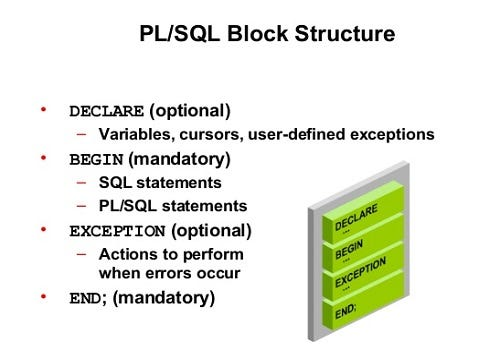 PL/SQL Block Structure
• DECLARE (optional)
– Variables, cursors, user-defined exceptions
• BEGIN (mandatory)
– SQL statements
– PL/SQL statements
• EXCEPTION (optional)
– Actions to perform
when errors occur
• END; (mandatory)
DECLARE
...
BEGIN
...
EXCEPTION
...
END;